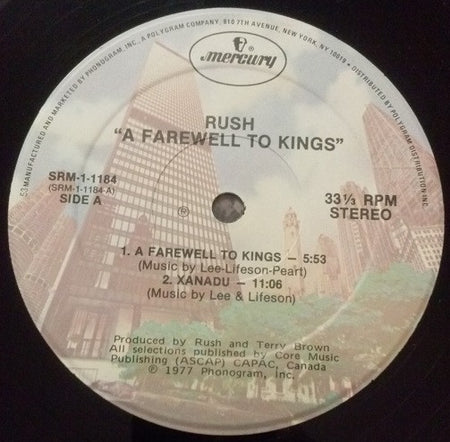 53 MANUFACTURED AND MARKETED BY PHONOGRAM, INC., A POLYGRAM COMPANY, 810 7TH AVENUE, NEW YORK, N.Y. 10019 • DISTRIBUTED BY POLYGRAM DISTRIBUTION, INC.
mercury
®
RUSH
"A FAREWELL TO KINGS"
SRM-1-1184
(SRM-1-1184-A)
SIDE A
33⅓ RPM
STEREO
®
1. A FAREWELL TO KINGS — 5:53
(Music by Lee-Lifeson-Peart)
2. XANADU — 11:06
(Music by Lee & Lifeson)
Produced by Rush and Terry Brown
All selections published by Core Music
Publishing (ASCAP) CAPAC, Canada
℗ 1977 Phonogram, Inc.